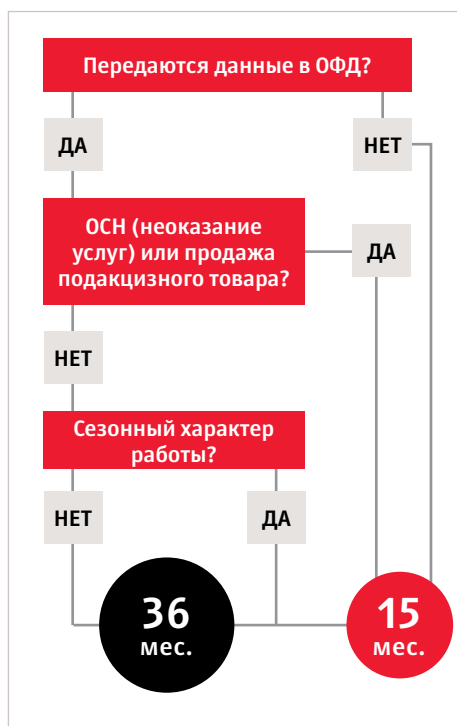 Передаются данные в ОФД?
ДА
НЕТ
ОСН (неоказание
услуг) или продажа
подакцизного товара?
ДА
НЕТ
Сезонный характер
работы?
НЕТ
ДА
36
мес.
15
мес.